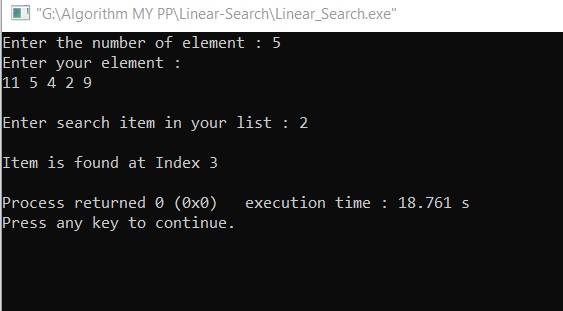 "G:\Algorithm MY PP\Linear-Search\Linear_Search.exe"
Enter the number of element : 5
Enter your element :
11 5 4 2 9
Enter search item in your list : 2
Item is found at Index 3
Process returned 0 (0x0)   execution time : 18.761 s
Press any key to continue.